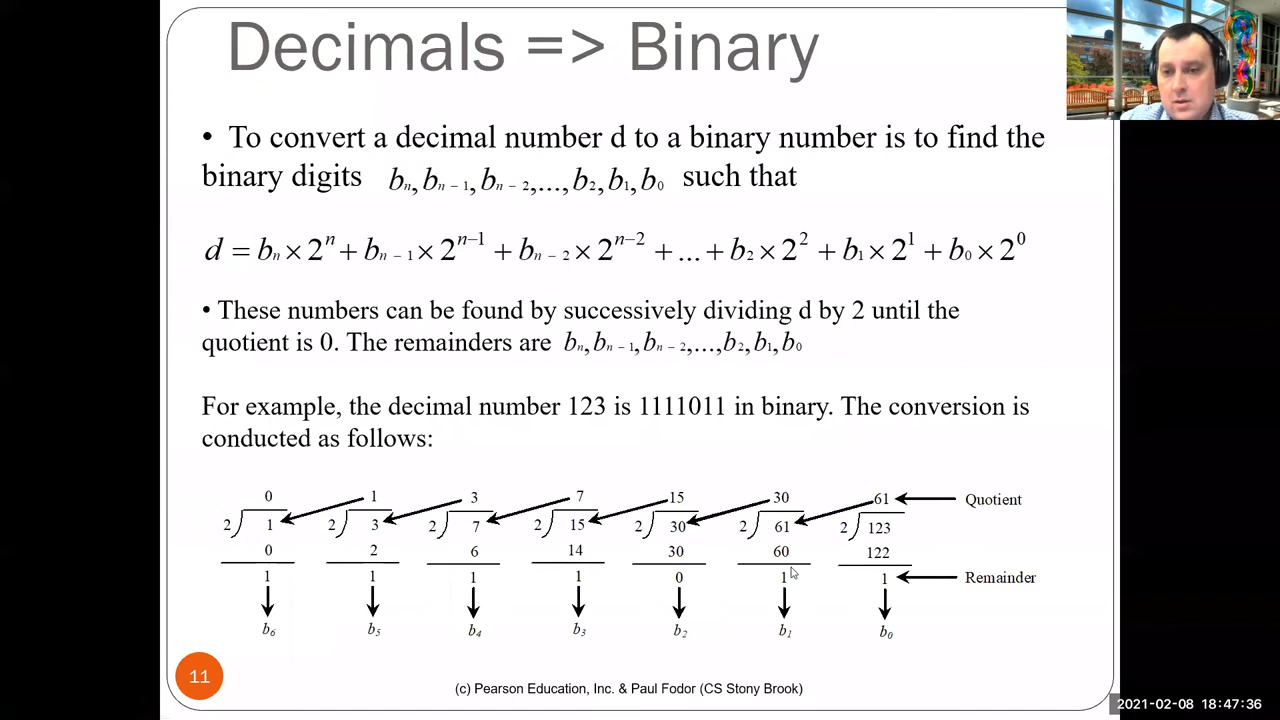 Decimals => Binary
• To convert a decimal number d to a binary number is to find the
binary digits bn, bn − 1, bn − 2,..., b2, b1, b0 such that
d = bn × 2^n + bn − 1 × 2^n−1 + bn − 2 × 2^n−2 + ... + b2 × 2^2 + b1 × 2^1 + b0 × 2^0
• These numbers can be found by successively dividing d by 2 until the
quotient is 0. The remainders are bn, bn − 1, bn − 2,..., b2, b1, b0
For example, the decimal number 123 is 1111011 in binary. The conversion is
conducted as follows:
0 1 3 7 15 30 61 Quotient
2 1 2 3 2 7 2 15 2 30 2 61 2 123
0 2 6 14 30 60 122
1 1 1 1 0 1 1 Remainder
b6 b5 b4 b3 b2 b1 b0
11
(c) Pearson Education, Inc. & Paul Fodor (CS Stony Brook)
2021-02-08 18:47:36